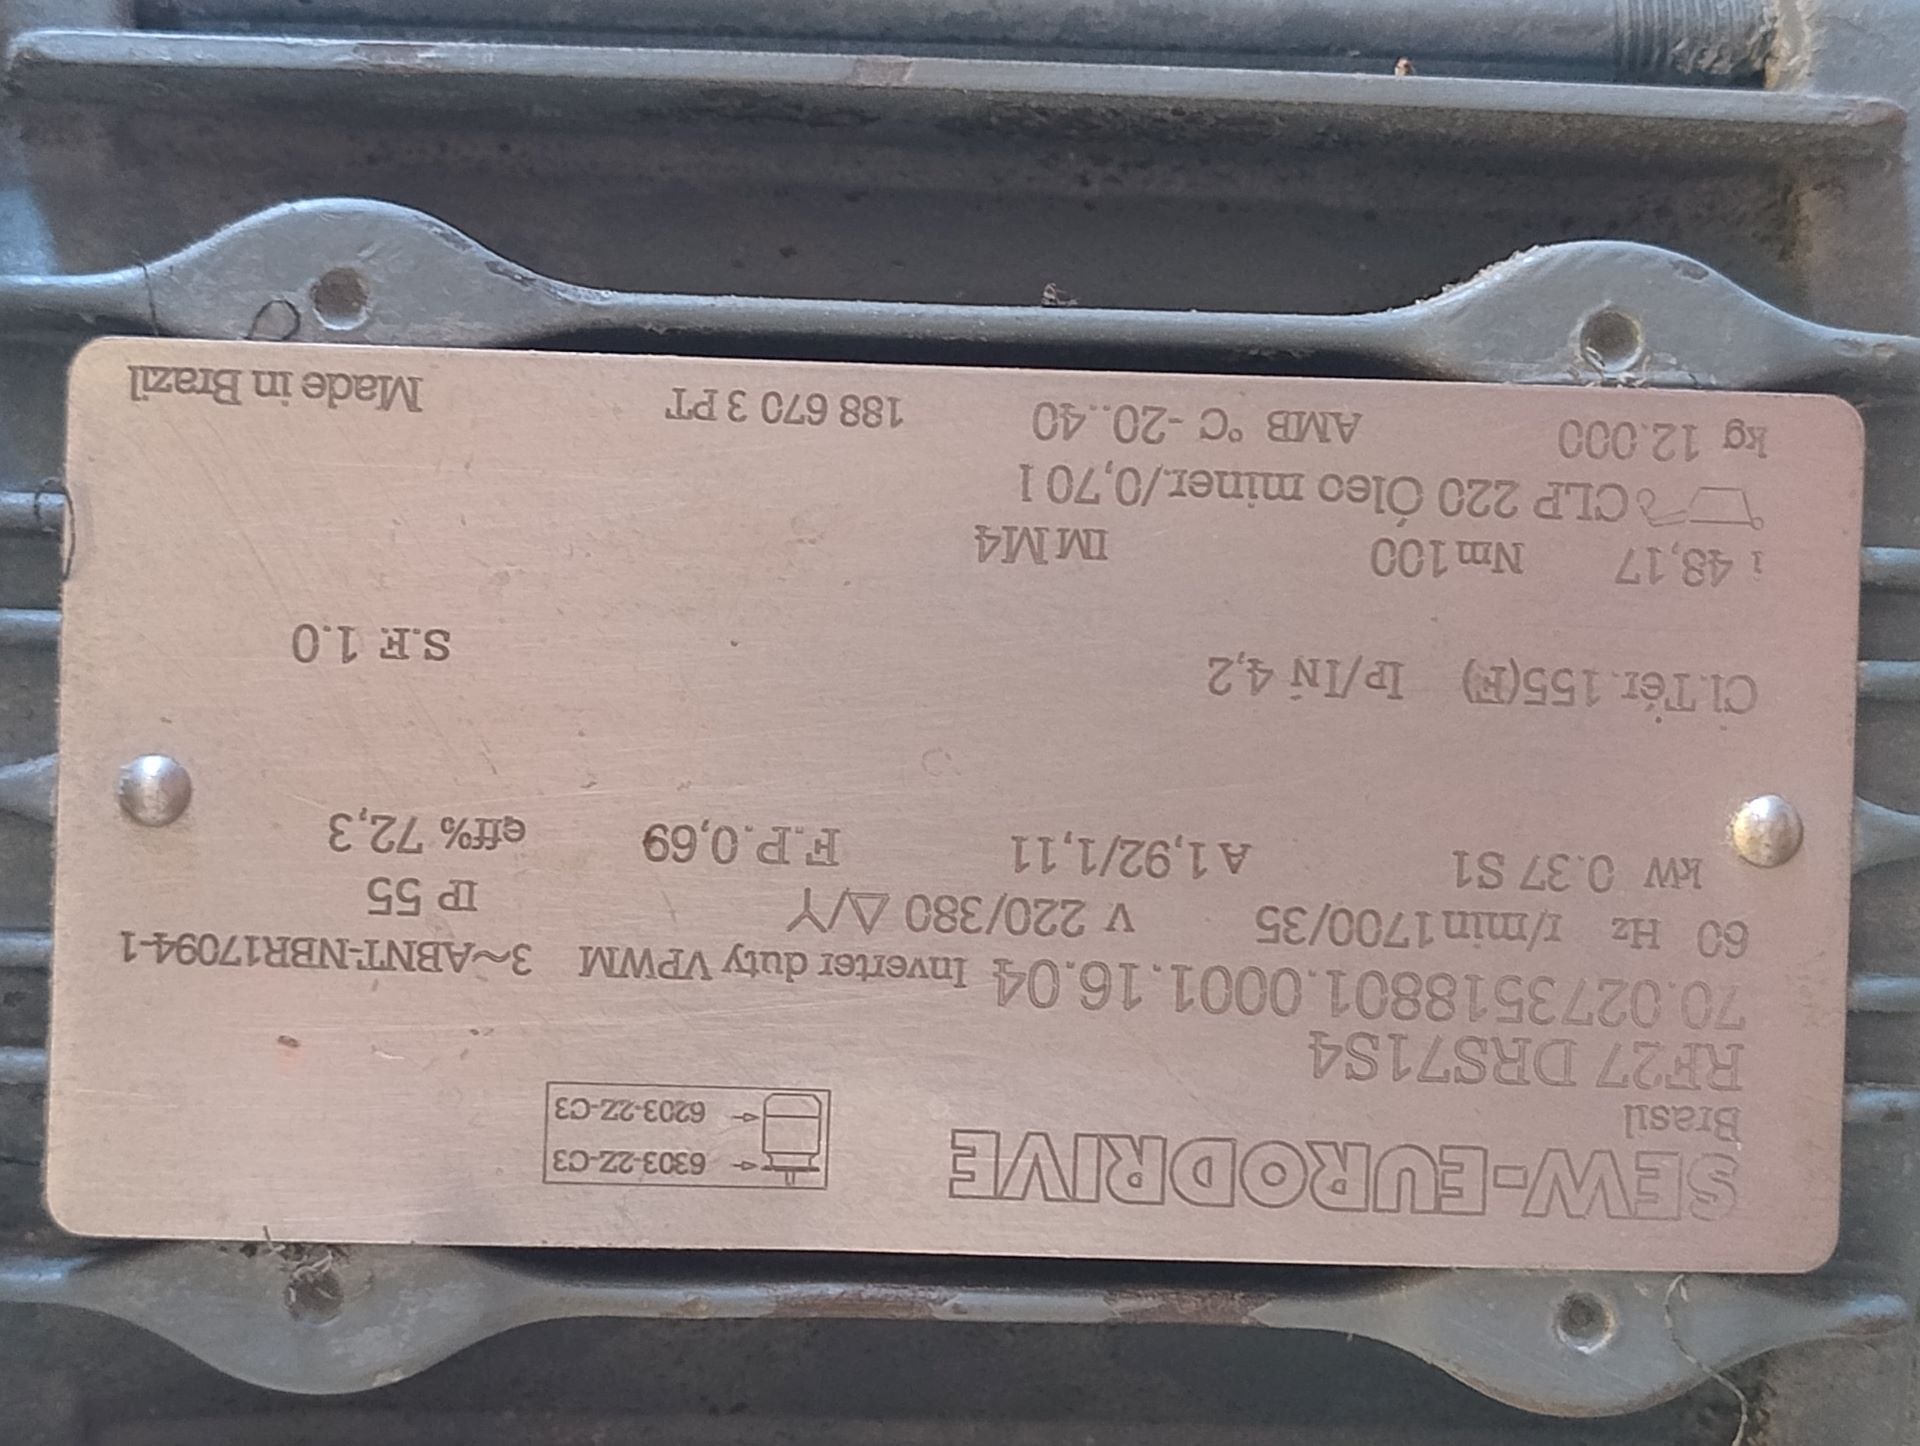 SEW-EURODRIVE
Brasil
6303-2Z-C3
6203-2Z-C3
RF27 DRS71S4
70.0273518801.0001.16.04 Inverter duty VPWM 3~ABNT-NBR17094-1
60 Hz r/min 1700/35 V 220/380 △/Y IP 55
kW 0.37 S1 A 1,92/1,11 F.P. 0,69 eff% 72,3
Cl.Tér. 155(F) IP/IN 4,2 S.F. 1.0
i 48,17 Nm 100 IM M4
CLP 220 Óleo miner./0,70 l
kg 12.000 AMB °C -20..40 188 670 3 PT Made in Brazil